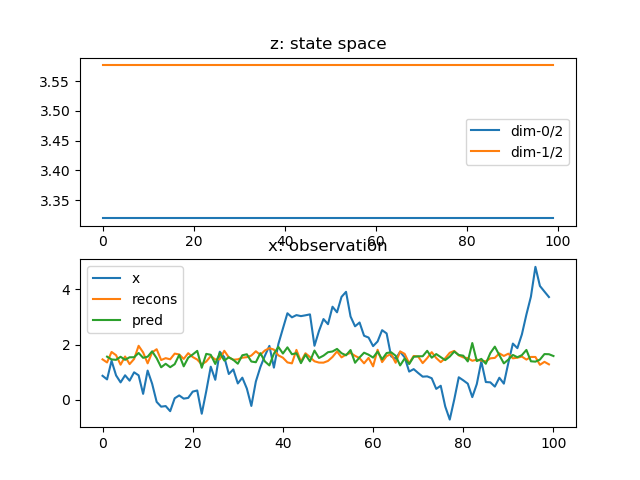 z: state space
3.55
3.50
3.45
3.40
3.35
dim-0/2
dim-1/2
0 20 40 60 80 100
x: observation
4
2
0
x
recons
pred
0 20 40 60 80 100